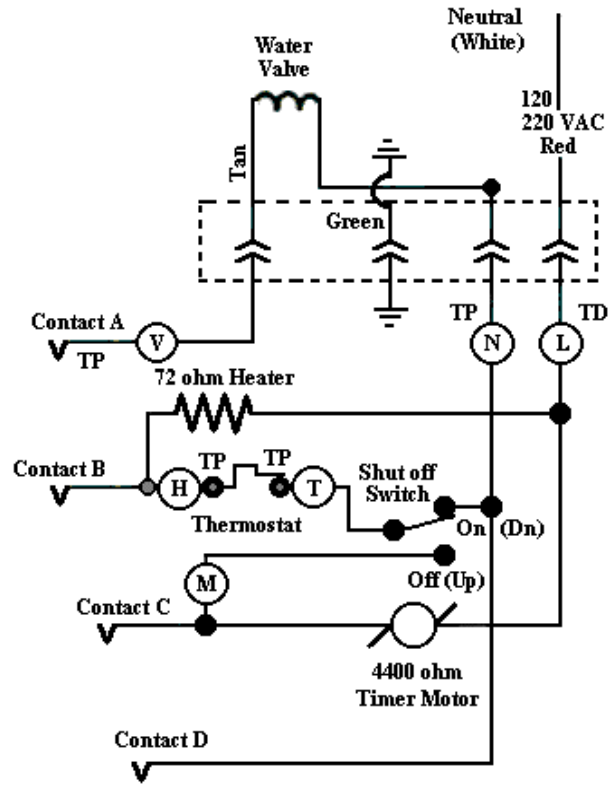 Neutral
(White)
Water
Valve
120
220 VAC
Red
Tan
Green
Contact A
TP
V
TP
N
TD
L
72 ohm Heater
Contact B
H
TP
TP
T
Thermostat
Shut off
Switch
On (Dn)
Off (Up)
M
Contact C
4400 ohm
Timer Motor
Contact D